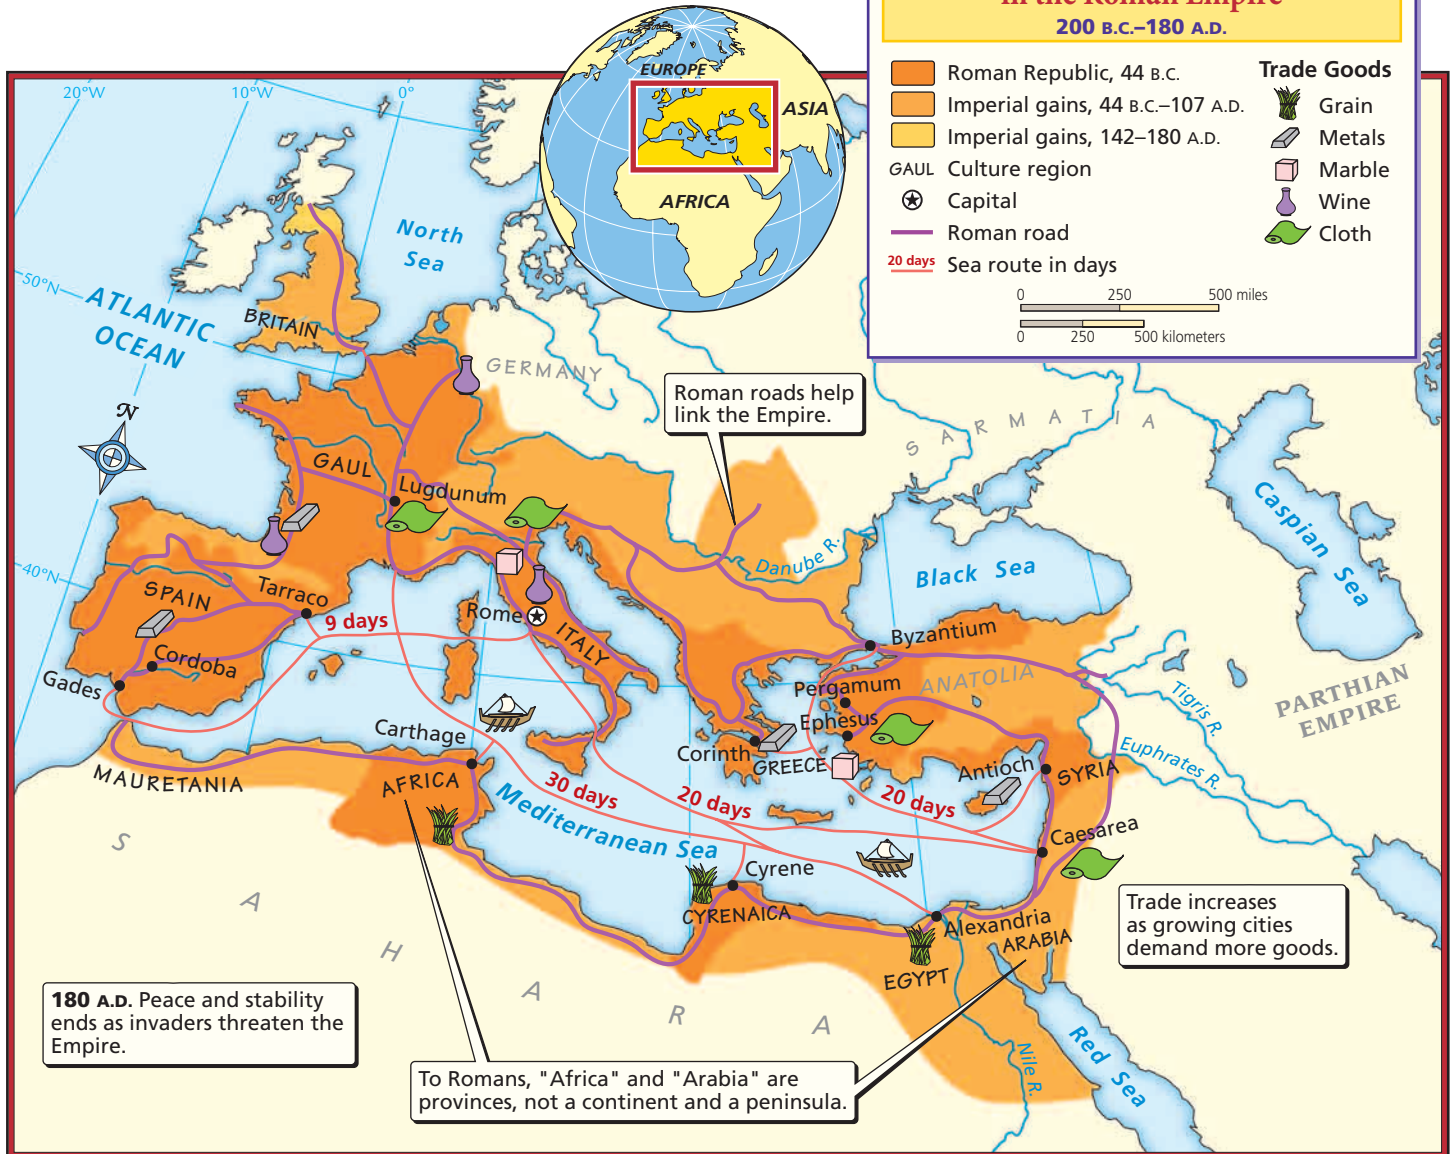 in the Roman Empire
200 B.C.–180 A.D.
Roman Republic, 44 B.C.
Imperial gains, 44 B.C.–107 A.D.
Imperial gains, 142–180 A.D.
GAUL Culture region
Capital
Roman road
20 days Sea route in days
Trade Goods
Grain
Metals
Marble
Wine
Cloth
0 250 500 miles
0 250 500 kilometers
EUROPE
ASIA
AFRICA
20°W
10°W
0°
50°N
40°N
North
Sea
ATLANTIC
OCEAN
BRITAIN
GERMANY
N
Roman roads help
link the Empire.
SARMATIA
GAUL
Lugdunum
Caspian Sea
Danube R.
Black Sea
SPAIN
Tarraco
9 days
Rome
ITALY
Byzantium
Cordoba
Gades
Pergamum
ANATOLIA
Ephesus
PARTHIAN
EMPIRE
Tigris R.
Euphrates R.
Carthage
Corinth
GREECE
Antioch
SYRIA
MAURETANIA
AFRICA
30 days
20 days
20 days
Mediterranean Sea
Caesarea
Cyrene
CYRENAICA
Alexandria
ARABIA
EGYPT
SAHARA
Nile R.
Red Sea
Trade increases
as growing cities
demand more goods.
180 A.D. Peace and stability
ends as invaders threaten the
Empire.
To Romans, "Africa" and "Arabia" are
provinces, not a continent and a peninsula.